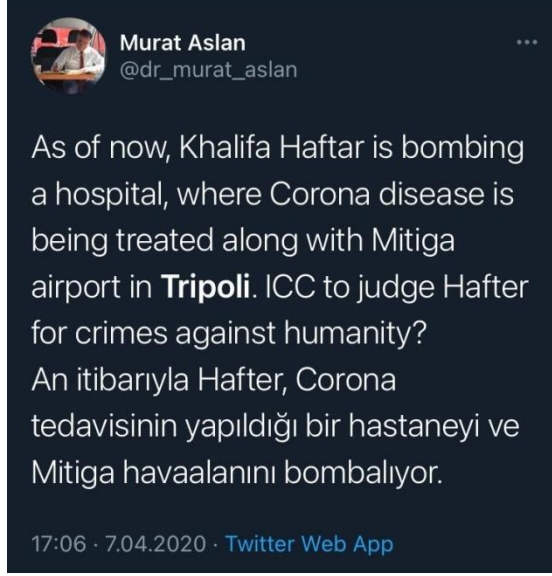 Murat Aslan
@dr_murat_aslan
As of now, Khalifa Haftar is bombing
a hospital, where Corona disease is
being treated along with Mitiga
airport in Tripoli. ICC to judge Hafter
for crimes against humanity?
An itibarıyla Hafter, Corona
tedavisinin yapıldığı bir hastaneyi ve
Mitiga havaalanını bombalıyor.
17:06 · 7.04.2020 · Twitter Web App